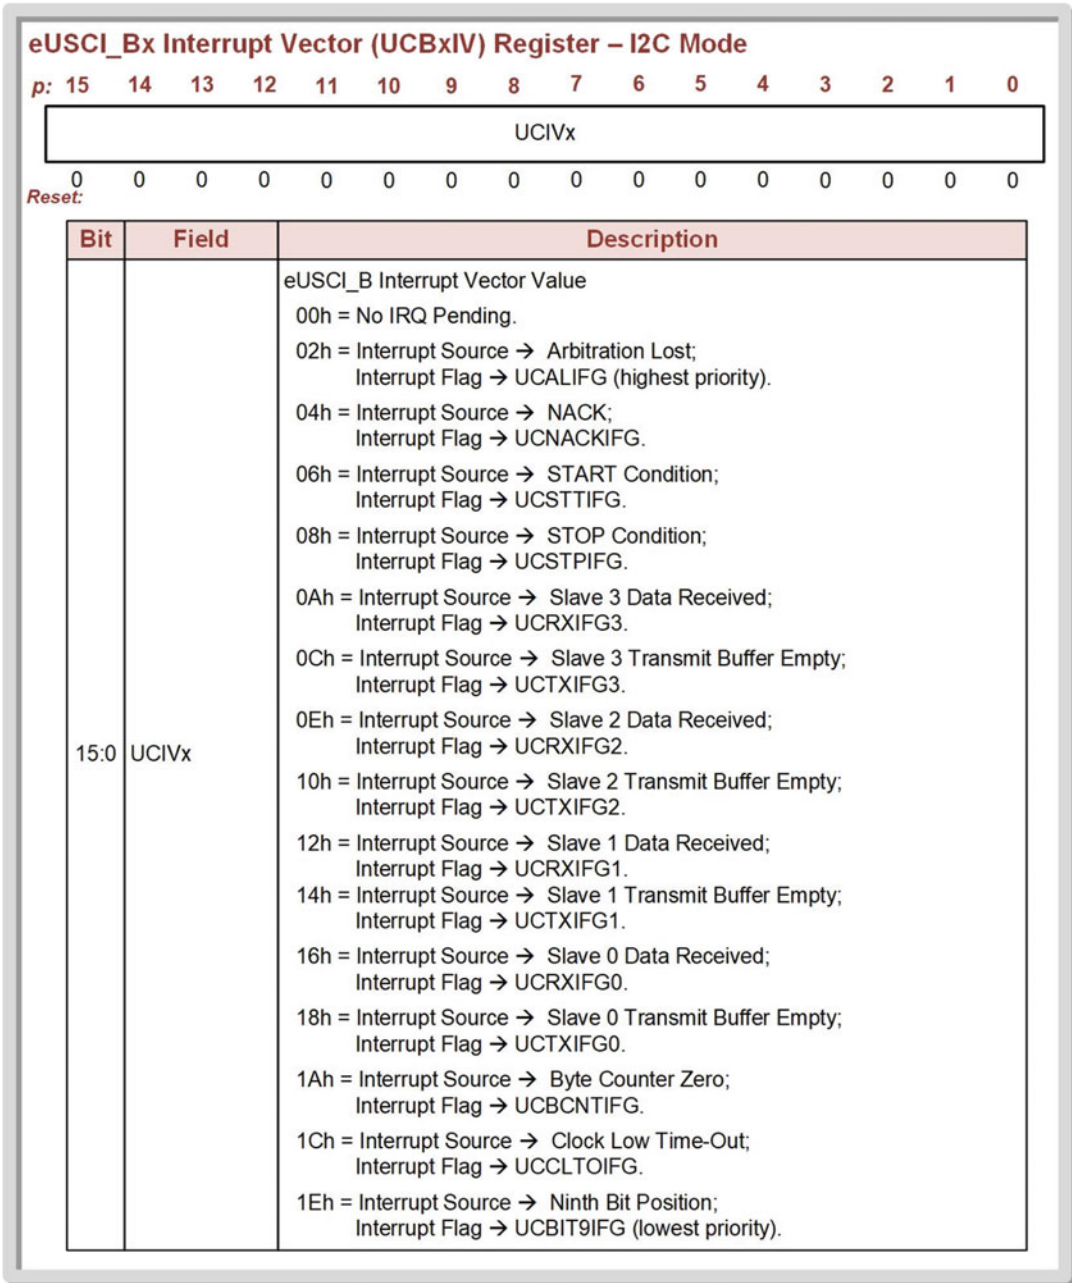 eUSCI_Bx Interrupt Vector (UCBxIV) Register – I2C Mode
p: 15 14 13 12 11 10 9 8 7 6 5 4 3 2 1 0
UCIVx
0 0 0 0 0 0 0 0 0 0 0 0 0 0 0 0
Reset:
Bit Field Description
eUSCI_B Interrupt Vector Value
00h = No IRQ Pending.
02h = Interrupt Source → Arbitration Lost;
Interrupt Flag → UCALIFG (highest priority).
04h = Interrupt Source → NACK;
Interrupt Flag → UCNACKIFG.
06h = Interrupt Source → START Condition;
Interrupt Flag → UCSTTIFG.
08h = Interrupt Source → STOP Condition;
Interrupt Flag → UCSTPIFG.
0Ah = Interrupt Source → Slave 3 Data Received;
Interrupt Flag → UCRXIFG3.
0Ch = Interrupt Source → Slave 3 Transmit Buffer Empty;
Interrupt Flag → UCTXIFG3.
0Eh = Interrupt Source → Slave 2 Data Received;
Interrupt Flag → UCRXIFG2.
15:0 UCIVx
10h = Interrupt Source → Slave 2 Transmit Buffer Empty;
Interrupt Flag → UCTXIFG2.
12h = Interrupt Source → Slave 1 Data Received;
Interrupt Flag → UCRXIFG1.
14h = Interrupt Source → Slave 1 Transmit Buffer Empty;
Interrupt Flag → UCTXIFG1.
16h = Interrupt Source → Slave 0 Data Received;
Interrupt Flag → UCRXIFG0.
18h = Interrupt Source → Slave 0 Transmit Buffer Empty;
Interrupt Flag → UCTXIFG0.
1Ah = Interrupt Source → Byte Counter Zero;
Interrupt Flag → UCBCNTIFG.
1Ch = Interrupt Source → Clock Low Time-Out;
Interrupt Flag → UCCLTOIFG.
1Eh = Interrupt Source → Ninth Bit Position;
Interrupt Flag → UCBIT9IFG (lowest priority).